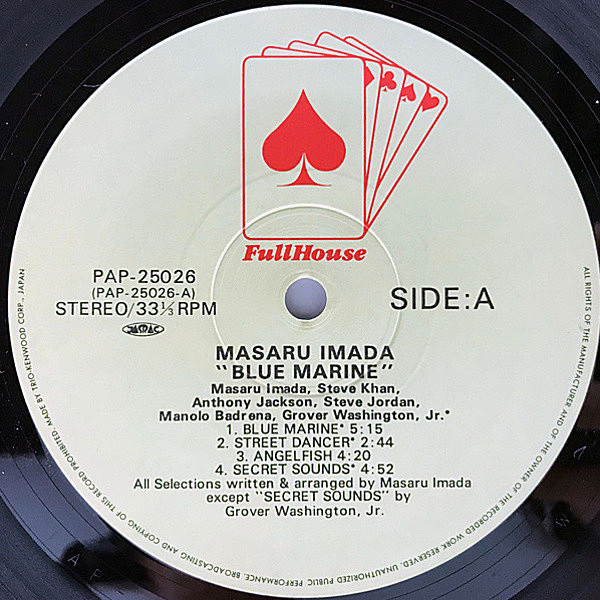 FullHouse
PAP-25026
(PAP-25026-A)
STEREO/33⅓ RPM
JASRAC
SIDE:A
MASARU IMADA
"BLUE MARINE"
Masaru Imada, Steve Khan,
Anthony Jackson, Steve Jordan,
Manolo Badrena, Grover Washington, Jr.*
1. BLUE MARINE* 5:15
2. STREET DANCER* 2:44
3. ANGELFISH 4:20
4. SECRET SOUNDS* 4:52
All Selections written & arranged by Masaru Imada
except "SECRET SOUNDS" by
Grover Washington, Jr.
ALL RIGHTS OF THE MANUFACTURER AND OF THE OWNER OF THE RECORDED WORK RESERVED. UNAUTHORIZED PUBLIC PERFORMANCE, BROADCASTING AND COPYING OF THIS RECORD PROHIBITED. MADE BY TRIO-KENWOOD CORP., JAPAN